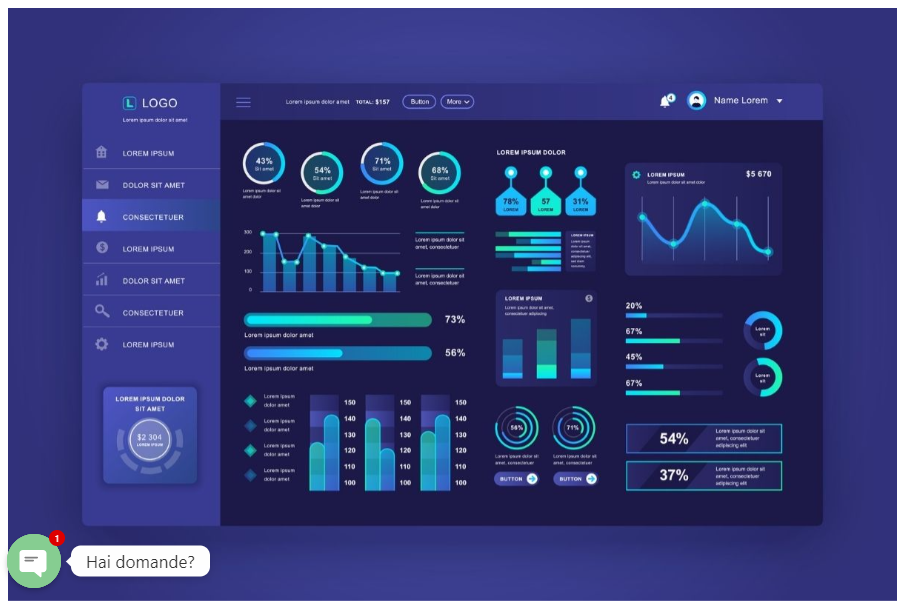 L LOGO
Lorem ipsum dolor sit amet
LOREM IPSUM
DOLOR SIT AMET
CONSECTETUER
LOREM IPSUM
DOLOR SIT AMET
CONSECTETUER
LOREM IPSUM
LOREM IPSUM DOLOR
SIT AMET
$2 304
LOREM IPSUM
Lorem ipsum dolor amet TOTAL: $157 Button More
4
Name Lorem
43%
Sit amet
Lorem ipsum dolor sit
amet dolor
54%
Sit amet
Lorem ipsum dolor sit
amet dolor
71%
Sit amet
Lorem ipsum dolor sit
amet dolor
68%
Sit amet
Lorem ipsum dolor sit
amet dolor
300
200
100
0
Lorem ipsum dolor sit
amet, consectetuer
Lorem ipsum dolor sit
amet, consectetuer
73%
Lorem ipsum dolor amet
56%
Lorem ipsum dolor amet
Lorem ipsum
dolor amet
Lorem ipsum
dolor amet
Lorem ipsum
dolor amet
Lorem ipsum
dolor amet
150 150 150
140 140 140
130 130 130
120 120 120
110 110 110
100 100 100
LOREM IPSUM DOLOR
78% 57 31%
LOREM LOREM LOREM
LOREM IPSUM
Lorem ipsum
dolor sit amet,
LOREM IPSUM
$
Lorem ipsum dolor sit amet,
consectetuer adipiscing
56% 71%
Lorem ipsum dolor sit
amet, consectetuer
Lorem ipsum dolor sit
amet, consectetuer
BUTTON BUTTON
LOREM IPSUM $5 670
Lorem ipsum dolor sit amet dolor
20%
67%
45%
67%
Lorem
sit
Lorem
sit
54%
Lorem ipsum dolor sit
amet, consectetuer
adipiscing elit
37%
Lorem ipsum dolor sit
amet, consectetuer
adipiscing elit
1
Hai domande?